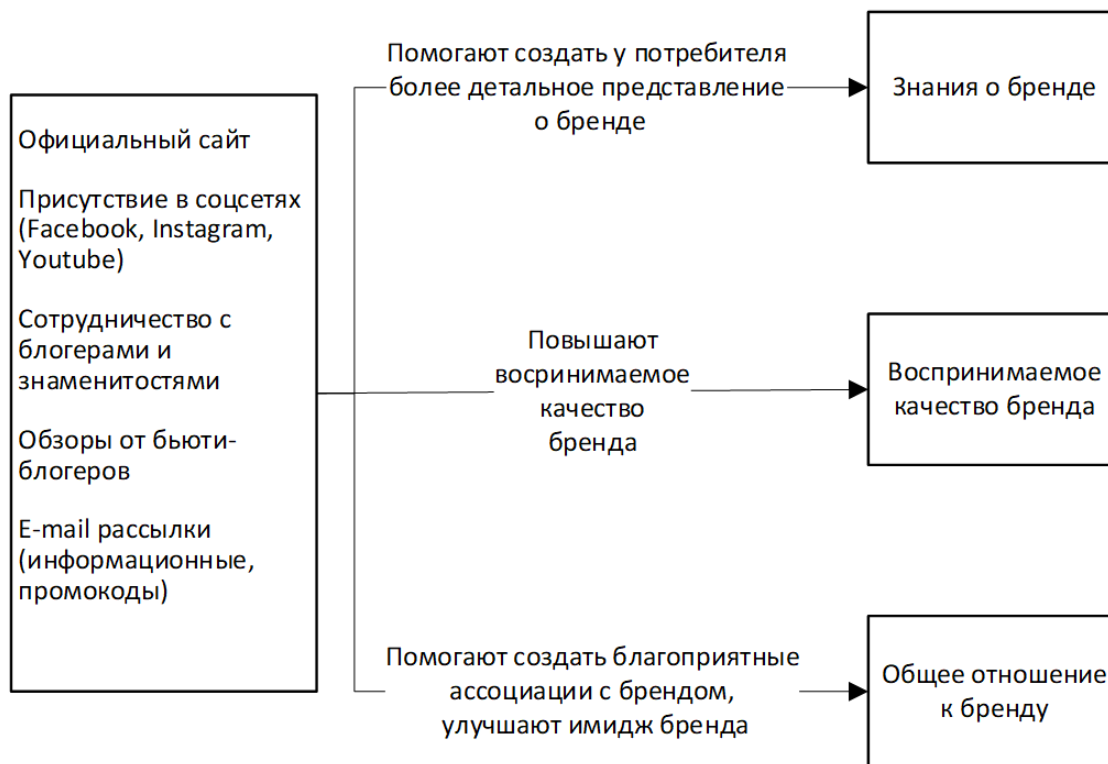 Официальный сайт
Присутствие в соцсетях
(Facebook, Instagram,
Youtube)
Сотрудничество с
блогерами и
знаменитостями
Обзоры от бьюти-
блогеров
E-mail рассылки
(информационные,
промокоды)
Помогают создать у потребителя
более детальное представление
о бренде
Знания о бренде
Повышают
восринимаемое
качество
бренда
Воспринимаемое
качество бренда
Помогают создать благоприятные
ассоциации с брендом,
улучшают имидж бренда
Общее отношение
к бренду